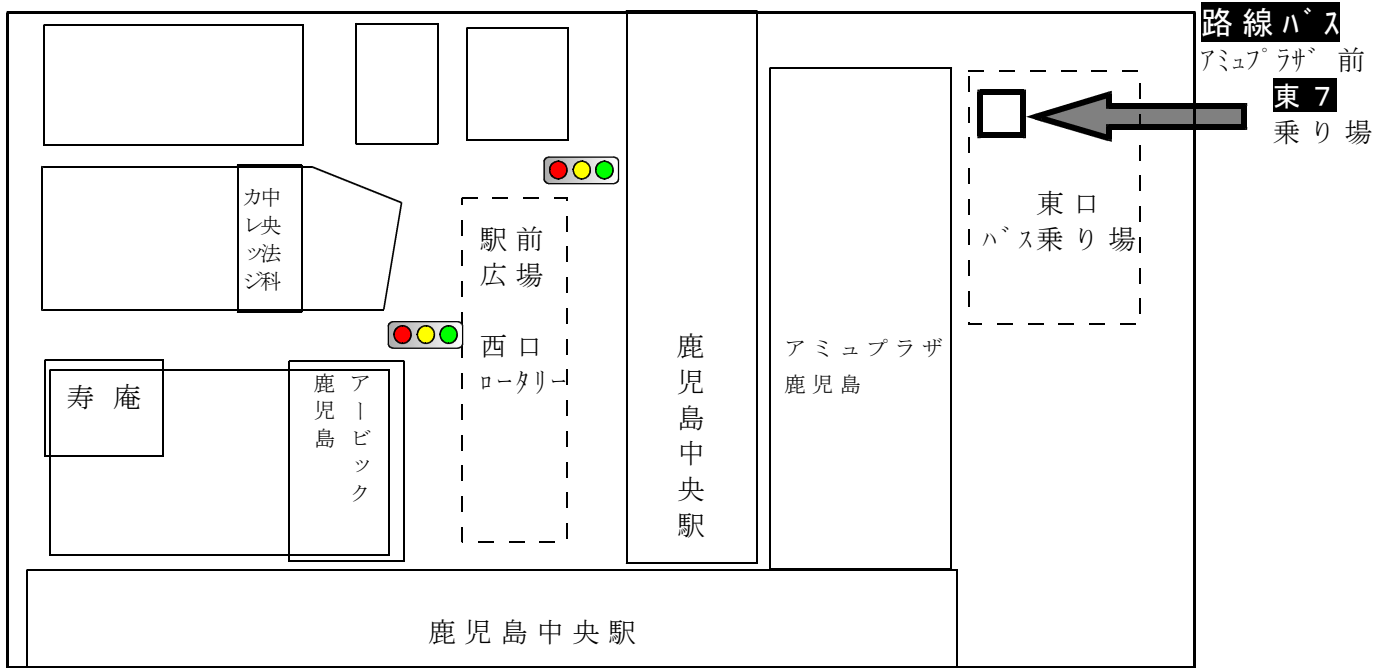 路線バス
アミュプラザ前
東7
乗り場
中央法科
カレッジ
駅前
広場
西口
ロータリー
東口
バス乗り場
鹿児島中央駅
アミュプラザ
鹿児島
寿庵
アービック
鹿児島
鹿児島中央駅